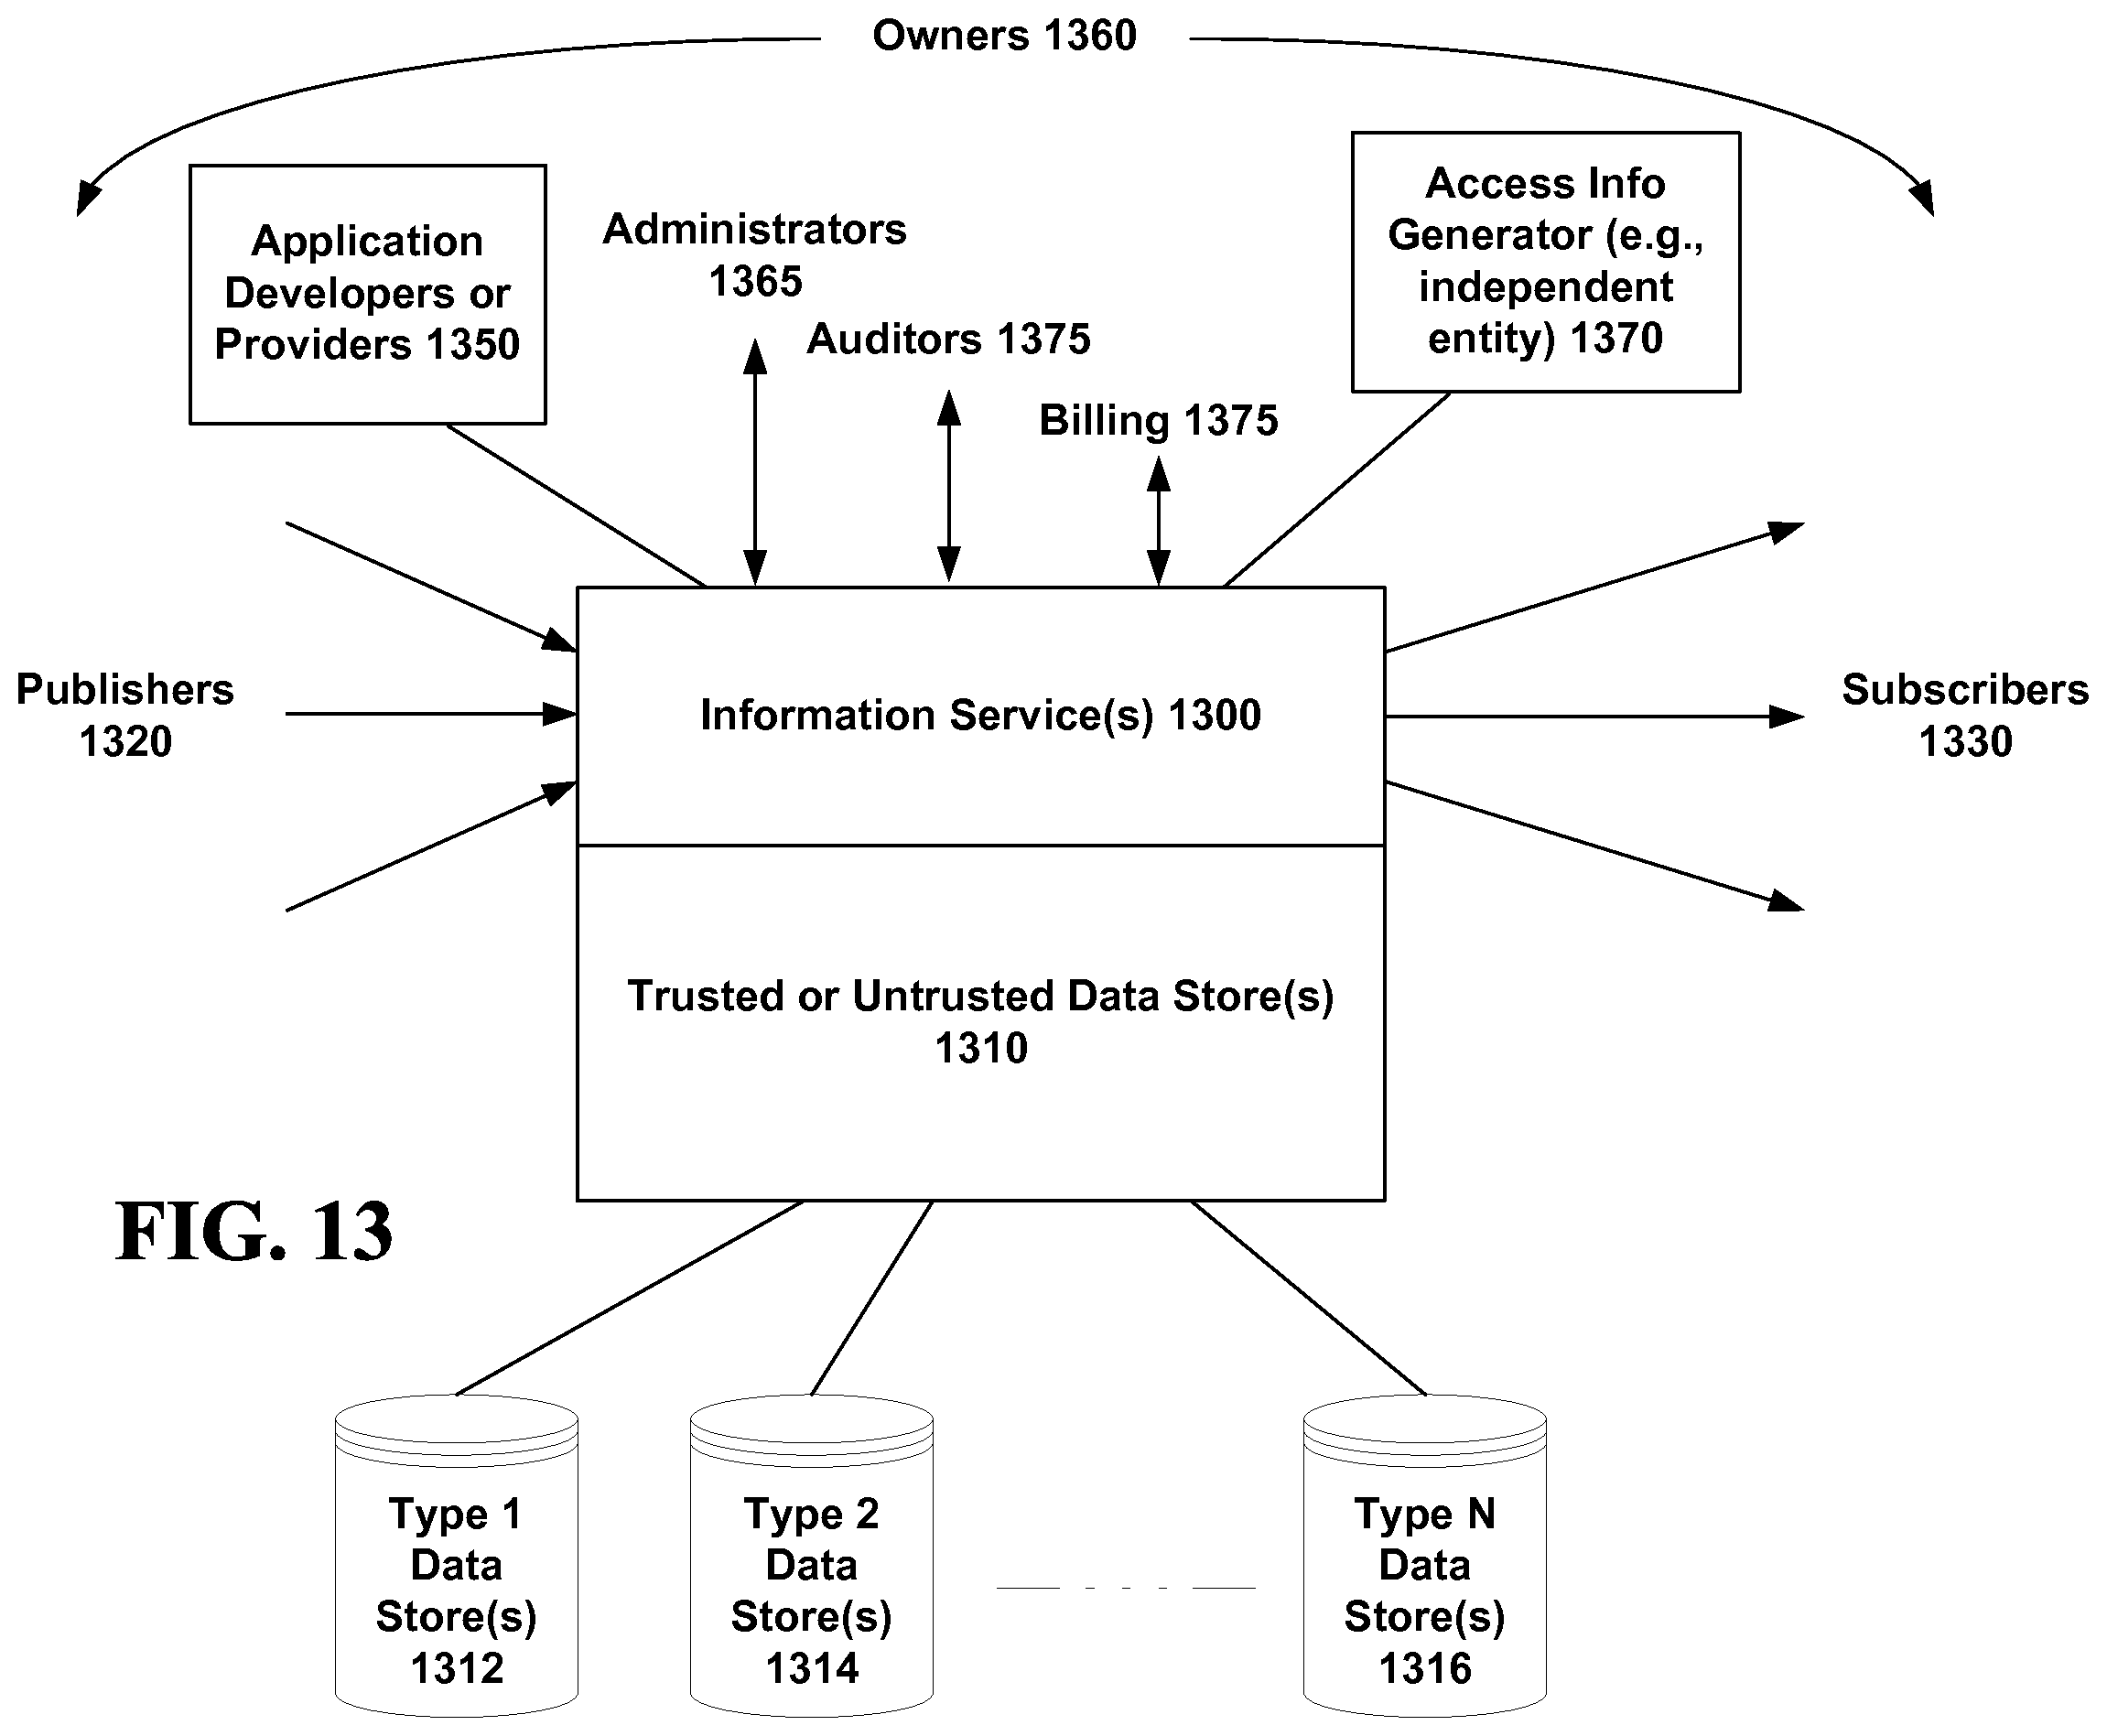 Owners 1360
Application
Developers or
Providers 1350
Administrators
1365
Auditors 1375
Billing 1375
Access Info
Generator (e.g.,
independent
entity) 1370
Publishers
1320
Information Service(s) 1300
Subscribers
1330
Trusted or Untrusted Data Store(s)
1310
FIG. 13
Type 1
Data
Store(s)
1312
Type 2
Data
Store(s)
1314
Type N
Data
Store(s)
1316